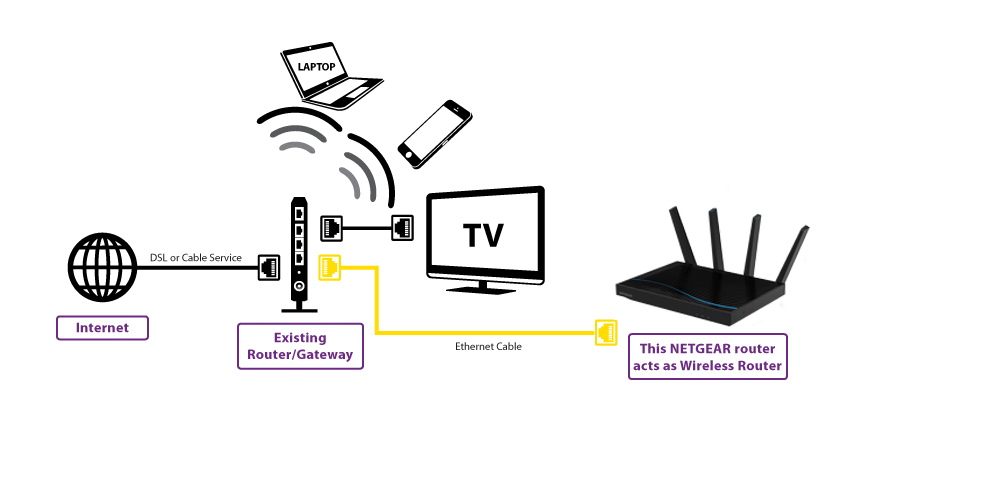 LAPTOP
TV
DSL or Cable Service
Internet
Existing
Router/Gateway
Ethernet Cable
This NETGEAR router
acts as Wireless Router